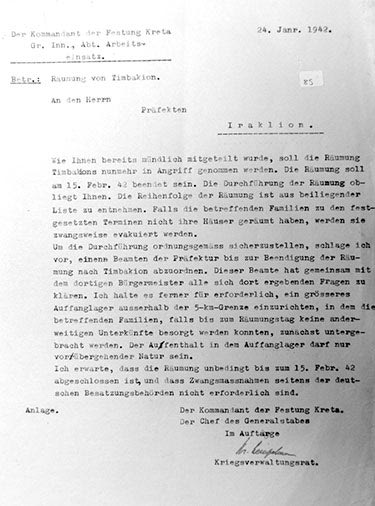 Der Kommandant der Festung Kreta
24. Janr. 1942.
Gr. Inn., Abt. Arbeits-
einsatz.
85
Betr.: Räumung von Timbakion.
An den Herrn
Präfekten
Iraklion.
Wie Ihnen bereits mündlich mitgeteilt wurde, soll die Räumung
Timbakions nunmehr in Angriff genommen werden. Die Räumung soll
am 15. Febr. 42 beendet sein. Die Durchführung der Räumung ob-
liegt Ihnen. Die Reihenfolge der Räumung ist aus beiliegender
Liste zu entnehmen. Falls die betreffenden Familien zu den fest-
gesetzten Terminen nicht ihre Häuser geräumt haben, werden sie
zwangsweise evakuiert werden.
Um die Durchführung ordnungsgemäss sicherzustellen, schlage ich
vor, einenm Beamten der Präfektur bis zur Beendigung der Räu-
mung nach Timbakion abzuordnen. Dieser Beamte hat gemeinsam mit
dem dortigen Bürgermeister alle sich dort ergebenden Fragen zu
klären. Ich halte es ferner für erforderlich, ein grösseres
Auffanglager ausserhalb der 5-km-Grenze einzurichten, in dem die
betreffenden Familien, falls bis zum Räumungstag keine ander-
weitigen Unterkünfte besorgt werden konnten, zunächst unterge-
bracht werden. Der Aufenthalt in dem Auffanglager darf nur
vorübergehender Natur sein.
Ich erwarte, dass die Räumung unbedingt bis zum 15. Febr. 42
abgeschlossen ist, und dass Zwangsmassnahmen seitens der deut-
schen Besatzungsbehörden nicht erforderlich sind.
Anlage.
Der Kommandant der Festung Kreta.
Der Chef des Generalstabes
Im Auftrage
Kriegsverwaltungsrat.